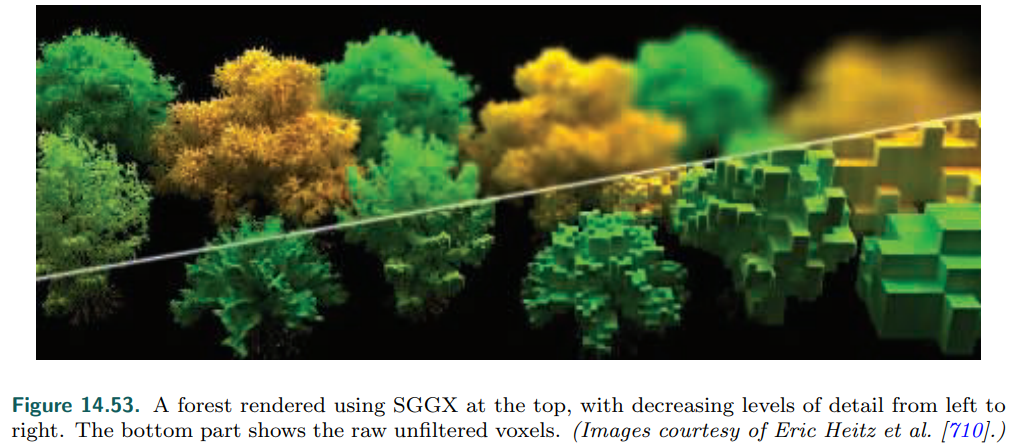 Figure 14.53. A forest rendered using SGGX at the top, with decreasing levels of detail from left to
right. The bottom part shows the raw unfiltered voxels. (Images courtesy of Eric Heitz et al. [710].)